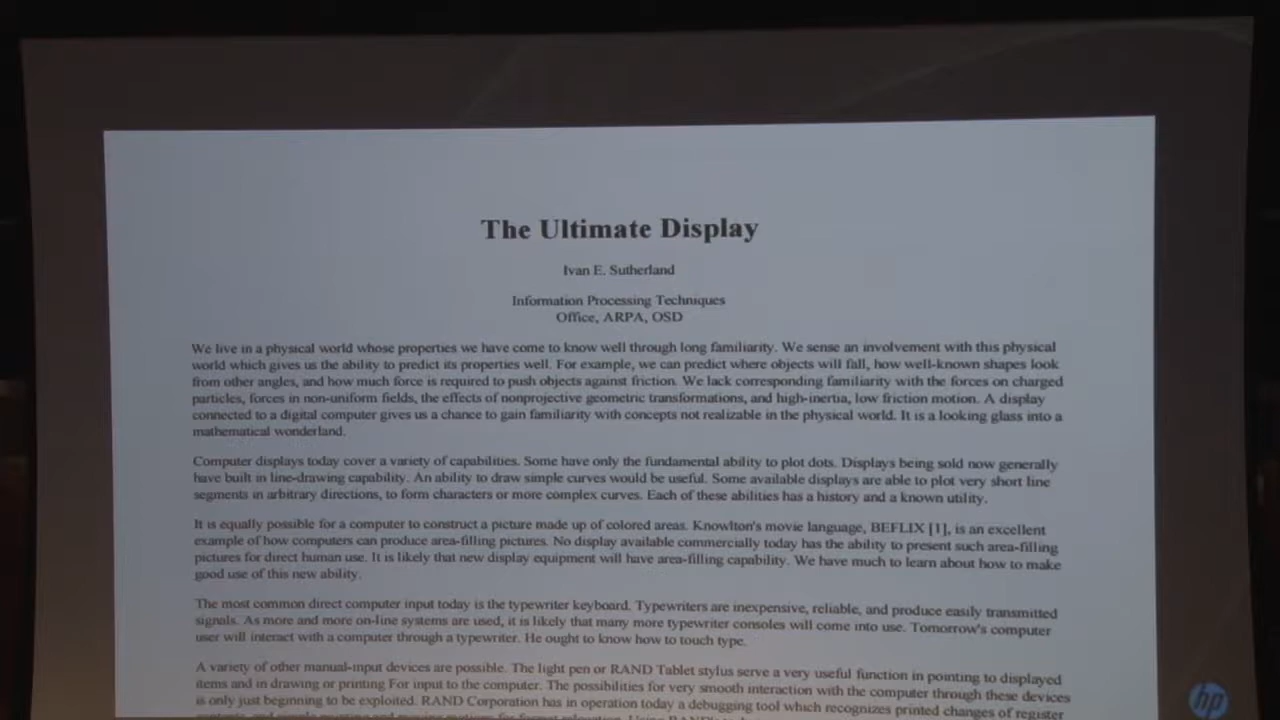 The Ultimate Display
Ivan E. Sutherland
Information Processing Techniques
Office, ARPA, OSD
We live in a physical world whose properties we have come to know well through long familiarity. We sense an involvement with this physical
world which gives us the ability to predict its properties well. For example, we can predict where objects will fall, how well-known shapes look
from other angles, and how much force is required to push objects against friction. We lack corresponding familiarity with the forces on charged
particles, forces in non-uniform fields, the effects of nonprojective geometric transformations, and high-inertia, low friction motion. A display
connected to a digital computer gives us a chance to gain familiarity with concepts not realizable in the physical world. It is a looking glass into a
mathematical wonderland.
Computer displays today cover a variety of capabilities. Some have only the fundamental ability to plot dots. Displays being sold now generally
have built in line-drawing capability. An ability to draw simple curves would be useful. Some available displays are able to plot very short line
segments in arbitrary directions, to form characters or more complex curves. Each of these abilities has a history and a known utility.
It is equally possible for a computer to construct a picture made up of colored areas. Knowlton's movie language, BEFLIX [1], is an excellent
example of how computers can produce area-filling pictures. No display available commercially today has the ability to present such area-filling
pictures for direct human use. It is likely that new display equipment will have area-filling capability. We have much to learn about how to make
good use of this new ability.
The most common direct computer input today is the typewriter keyboard. Typewriters are inexpensive, reliable, and produce easily transmitted
signals. As more and more on-line systems are used, it is likely that many more typewriter consoles will come into use. Tomorrow's computer
user will interact with a computer through a typewriter. He ought to know how to touch type.
A variety of other manual-input devices are possible. The light pen or RAND Tablet stylus serve a very useful function in pointing to displayed
items and in drawing or printing For input to the computer. The possibilities for very smooth interaction with the computer through these devices
is only just beginning to be exploited. RAND Corporation has in operation today a debugging tool which recognizes printed changes of register
hp